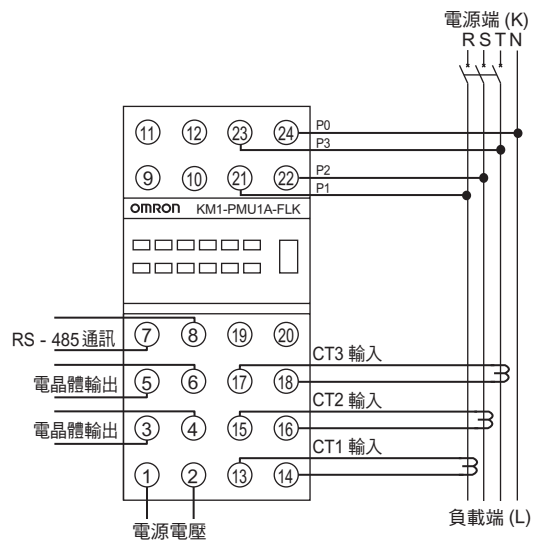 電源端 (K)
R S T N
⑪ ⑫ ㉓ ㉔ P0
P3
⑨ ⑩ ㉑ ㉒ P2
P1
OMRON KM1-PMU1A-FLK
RS - 485 通訊 ⑦ ⑧ ⑲ ⑳
CT3 輸入
電晶體輸出 ⑤ ⑥ ⑰ ⑱
CT2 輸入
電晶體輸出 ③ ④ ⑮ ⑯
CT1 輸入
① ② ⑬ ⑭
電源電壓
負載端 (L)